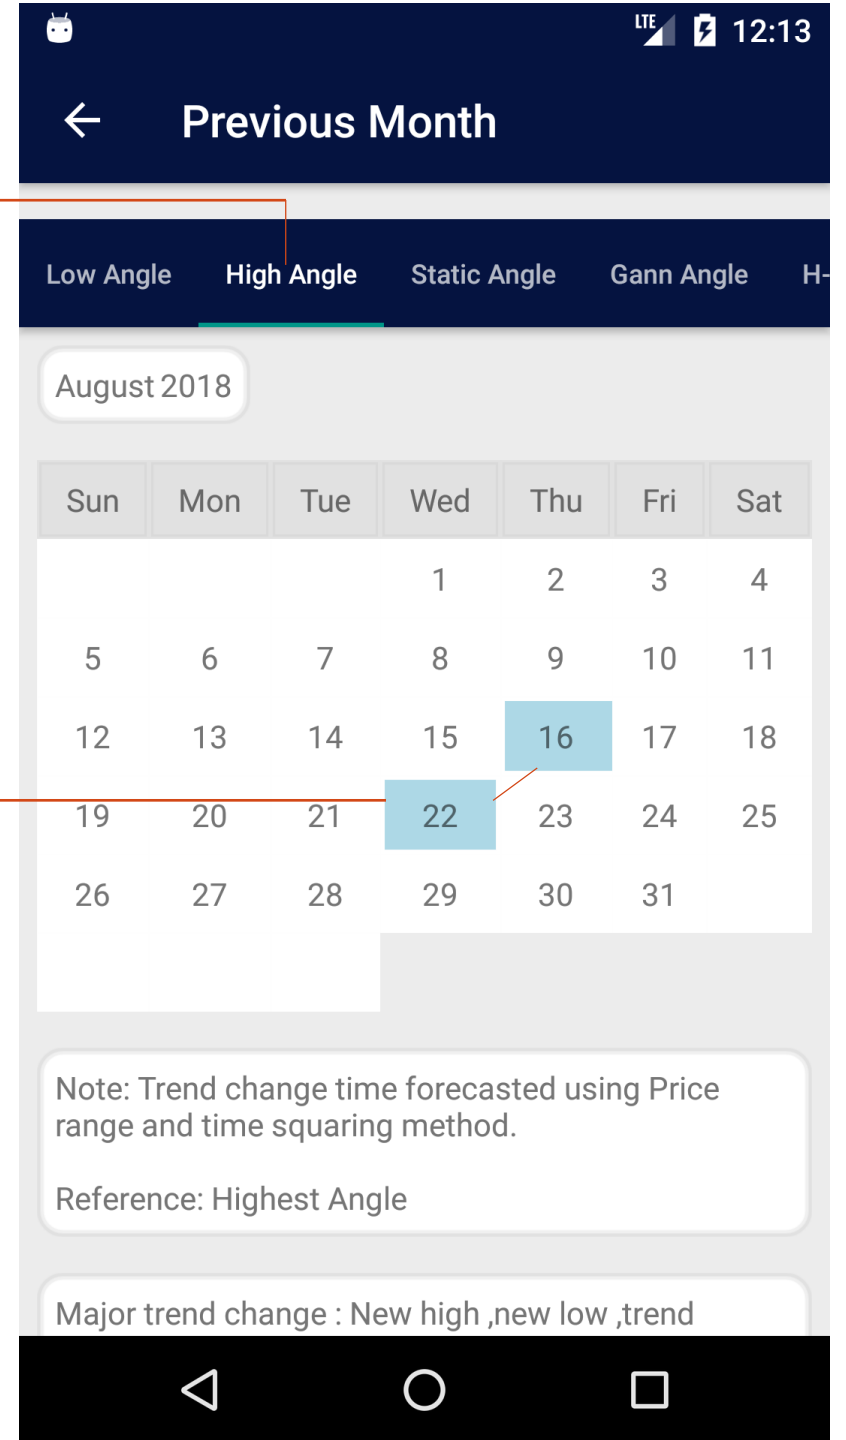 LTE 12:13
Previous Month
Low Angle High Angle Static Angle Gann Angle H-
August 2018
Sun Mon Tue Wed Thu Fri Sat
1 2 3 4
5 6 7 8 9 10 11
12 13 14 15 16 17 18
19 20 21 22 23 24 25
26 27 28 29 30 31
Note: Trend change time forecasted using Price
range and time squaring method.
Reference: Highest Angle
Major trend change : New high ,new low ,trend